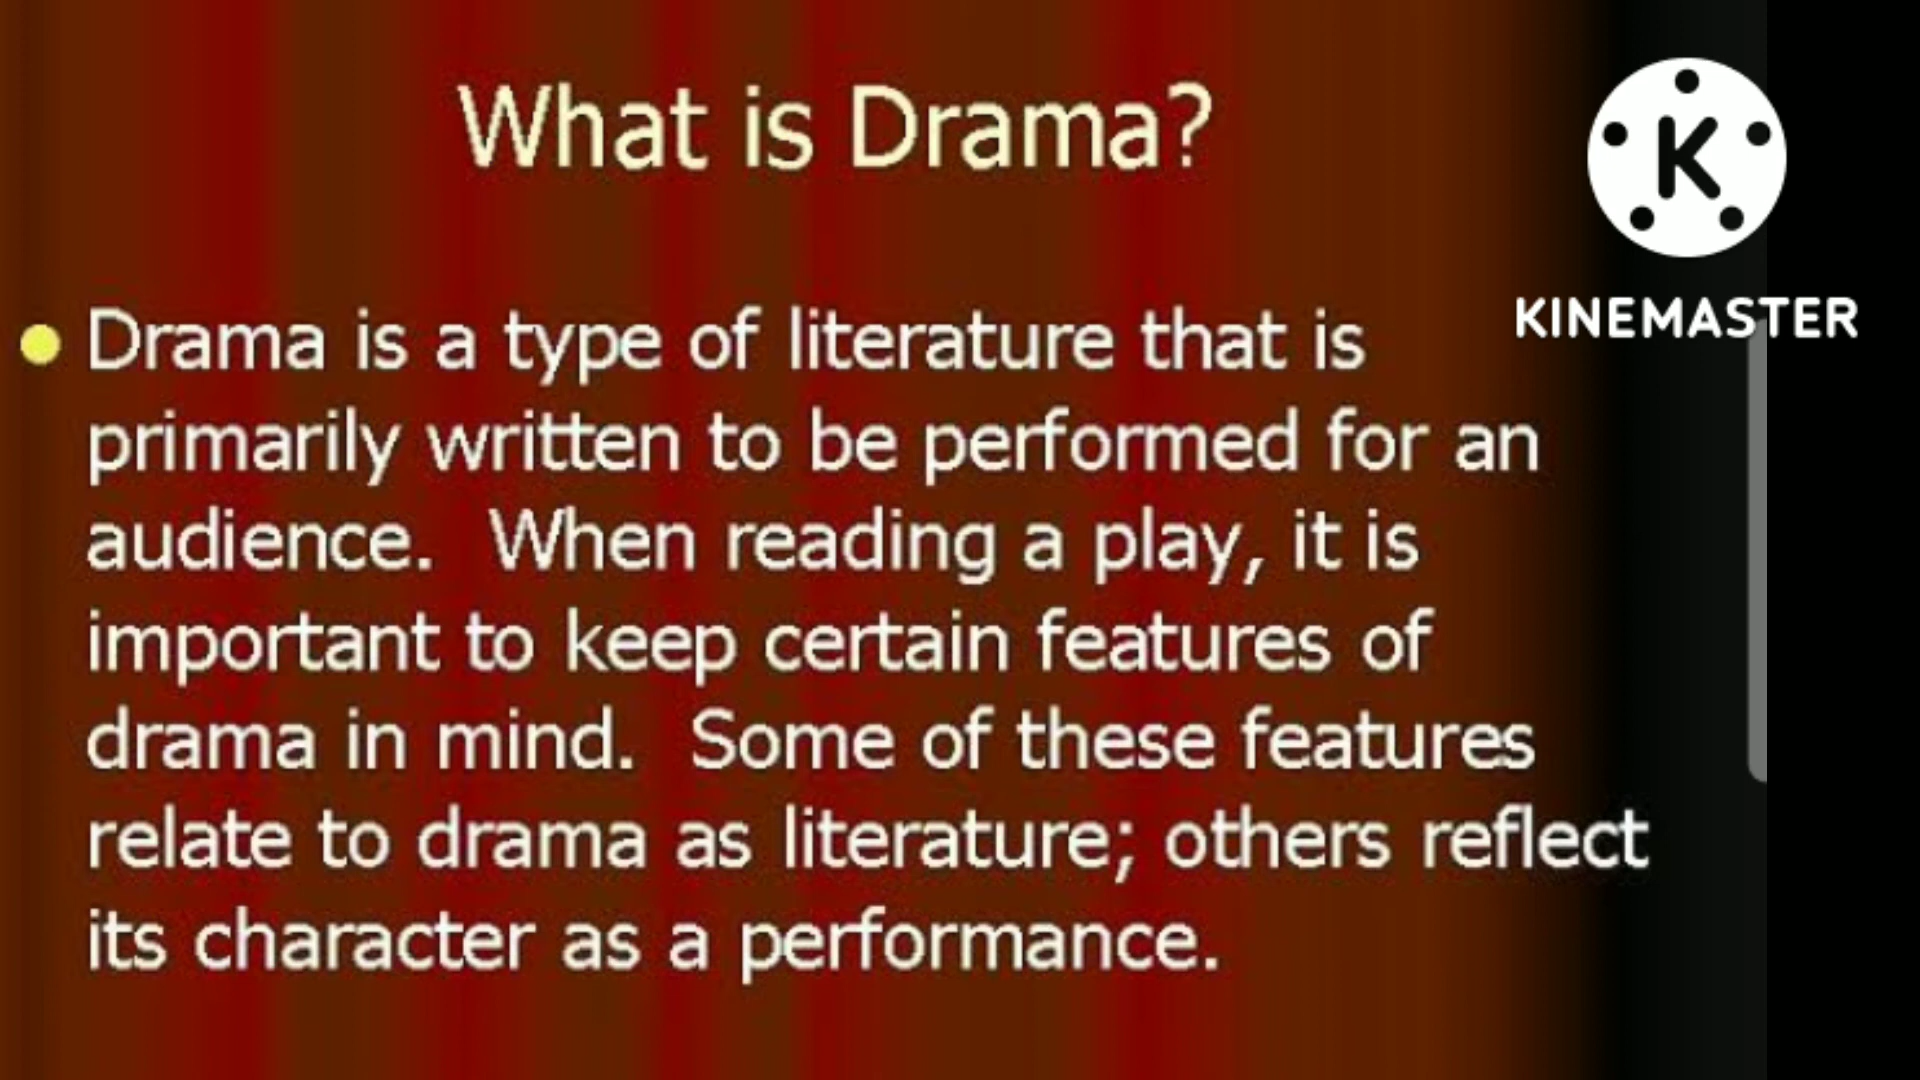 What is Drama?
K
KINEMASTER
Drama is a type of literature that is
primarily written to be performed for an
audience.  When reading a play, it is
important to keep certain features of
drama in mind.  Some of these features
relate to drama as literature; others reflect
its character as a performance.